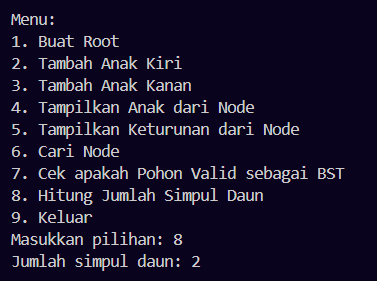 Menu:
1. Buat Root
2. Tambah Anak Kiri
3. Tambah Anak Kanan
4. Tampilkan Anak dari Node
5. Tampilkan Keturunan dari Node
6. Cari Node
7. Cek apakah Pohon Valid sebagai BST
8. Hitung Jumlah Simpul Daun
9. Keluar
Masukkan pilihan: 8
Jumlah simpul daun: 2